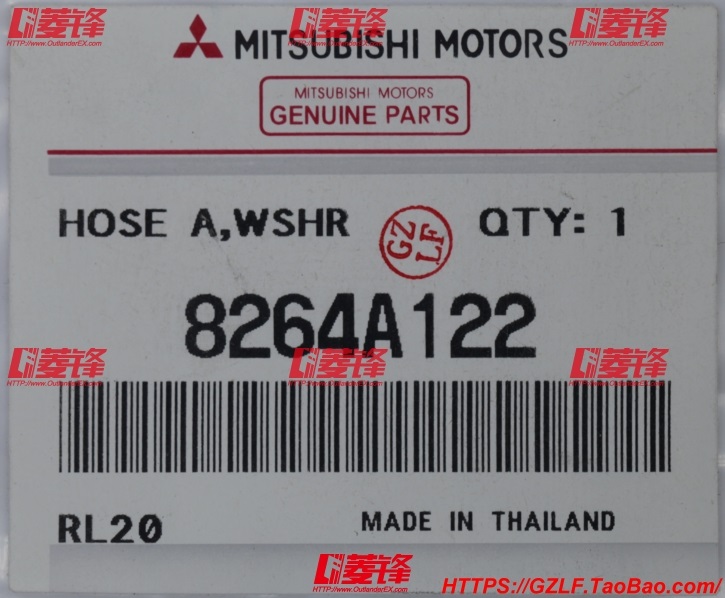 菱锋 菱锋 菱锋
HTTP://www.OutlanderEX.com HTTP://www.OutlanderEX.com HTTP://www.OutlanderEX.com
MITSUBISHI MOTORS
MITSUBISHI MOTORS
GENUINE PARTS
HOSE A,WSHR GZ LF QTY: 1
8264A122
菱锋 菱锋 菱锋
HTTP://www.OutlanderEX.com HTTP://www.OutlanderEX.com HTTP://www.OutlanderEX.com
RL20 MADE IN THAILAND
菱锋
HTTP://www.OutlanderEX.com
HTTPS://GZLF.TaoBao.com/